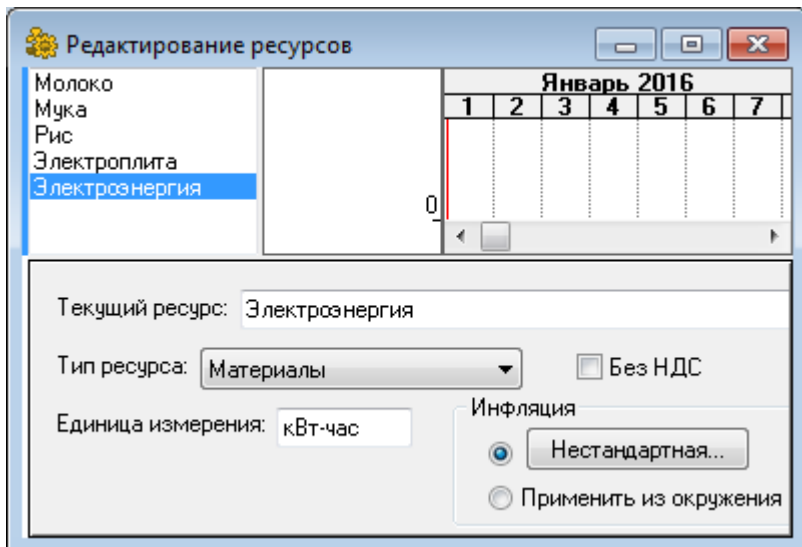 Редактирование ресурсов
Молоко
Мука
Рис
Электроплита
Электроэнергия
0
Январь 2016
1 2 3 4 5 6 7
Текущий ресурс: Электроэнергия
Тип ресурса: Материалы
Без НДС
Единица измерения: кВт-час
Инфляция
Нестандартная...
Применить из окружения